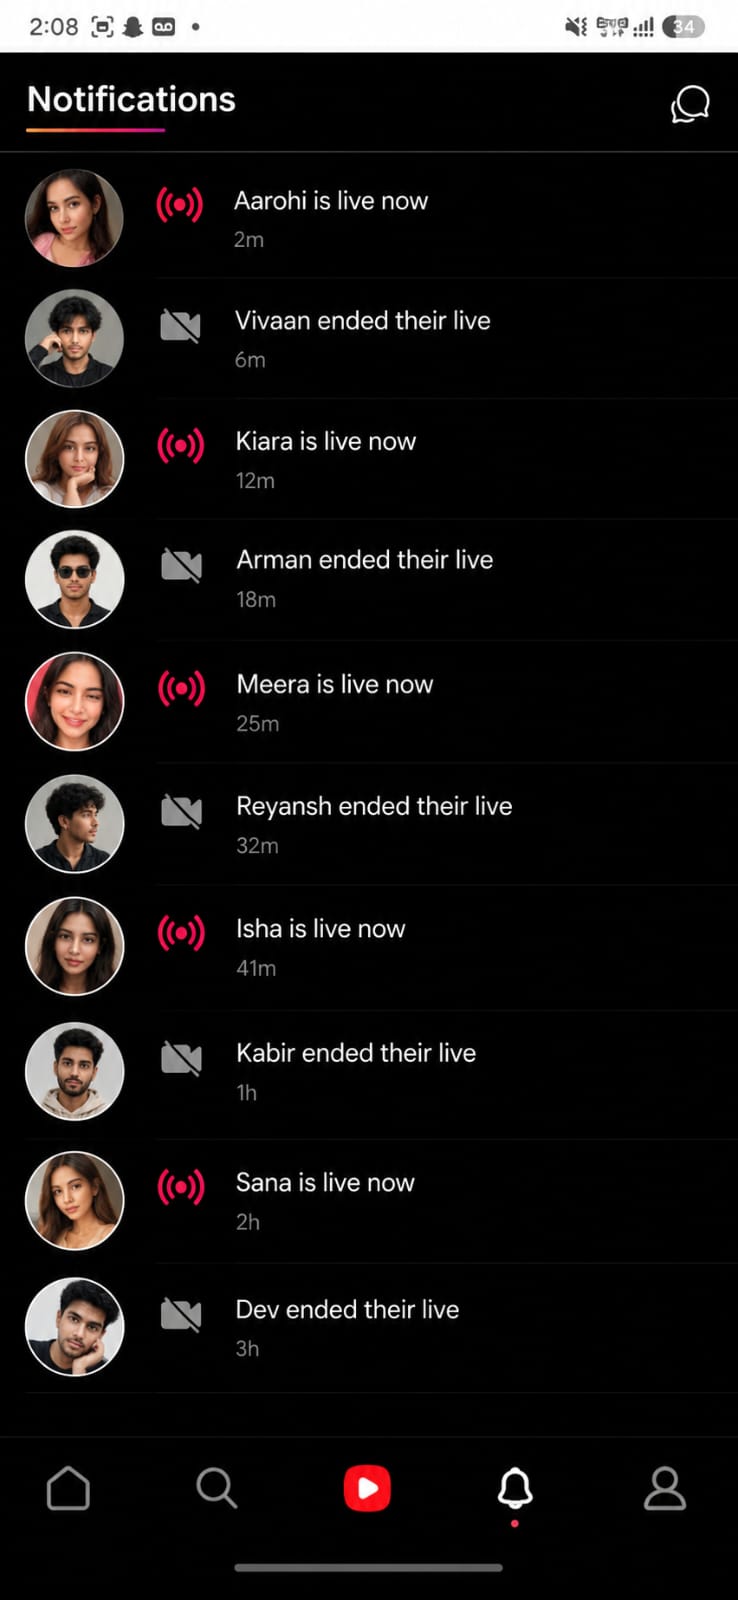 2:08
34
Notifications
Aarohi is live now
2m
Vivaan ended their live
6m
Kiara is live now
12m
Arman ended their live
18m
Meera is live now
25m
Reyansh ended their live
32m
Isha is live now
41m
Kabir ended their live
1h
Sana is live now
2h
Dev ended their live
3h